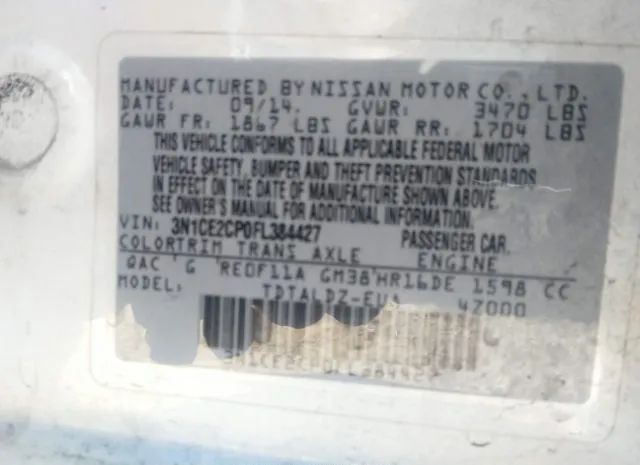 MANUFACTURED BY NISSAN MOTOR CO., LTD.
DATE: 09/14. GVWR: 3470 LBS
GAWR FR: 1867 LBS GAWR RR: 1704 LBS
THIS VEHICLE CONFORMS TO ALL APPLICABLE FEDERAL MOTOR
VEHICLE SAFETY, BUMPER AND THEFT PREVENTION STANDARDS
IN EFFECT ON THE DATE OF MANUFACTURE SHOWN ABOVE.
SEE OWNER'S MANUAL FOR ADDITIONAL INFORMATION.
VIN: 3N1CE2CP0FL384427 PASSENGER CAR.
COLOR TRIM TRANS AXLE ENGINE
QAC G RE0F11A GM38 HR16DE 1598 CC
MODEL: TDTALDZ-EUA 42000